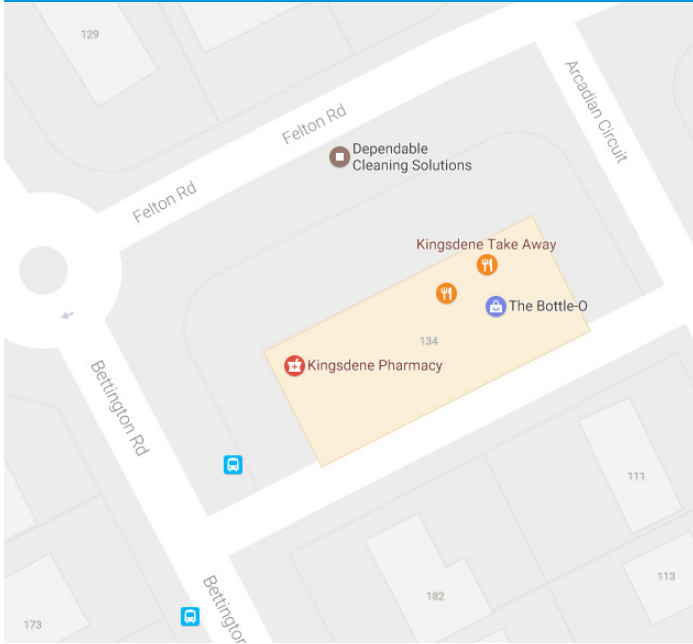 129
Arcadian Circuit
Felton Rd
Dependable
Cleaning Solutions
Felton Rd
Kingsdene Take Away
The Bottle-O
134
Kingsdene Pharmacy
Bettington Rd
111
113
182
Bettington
173